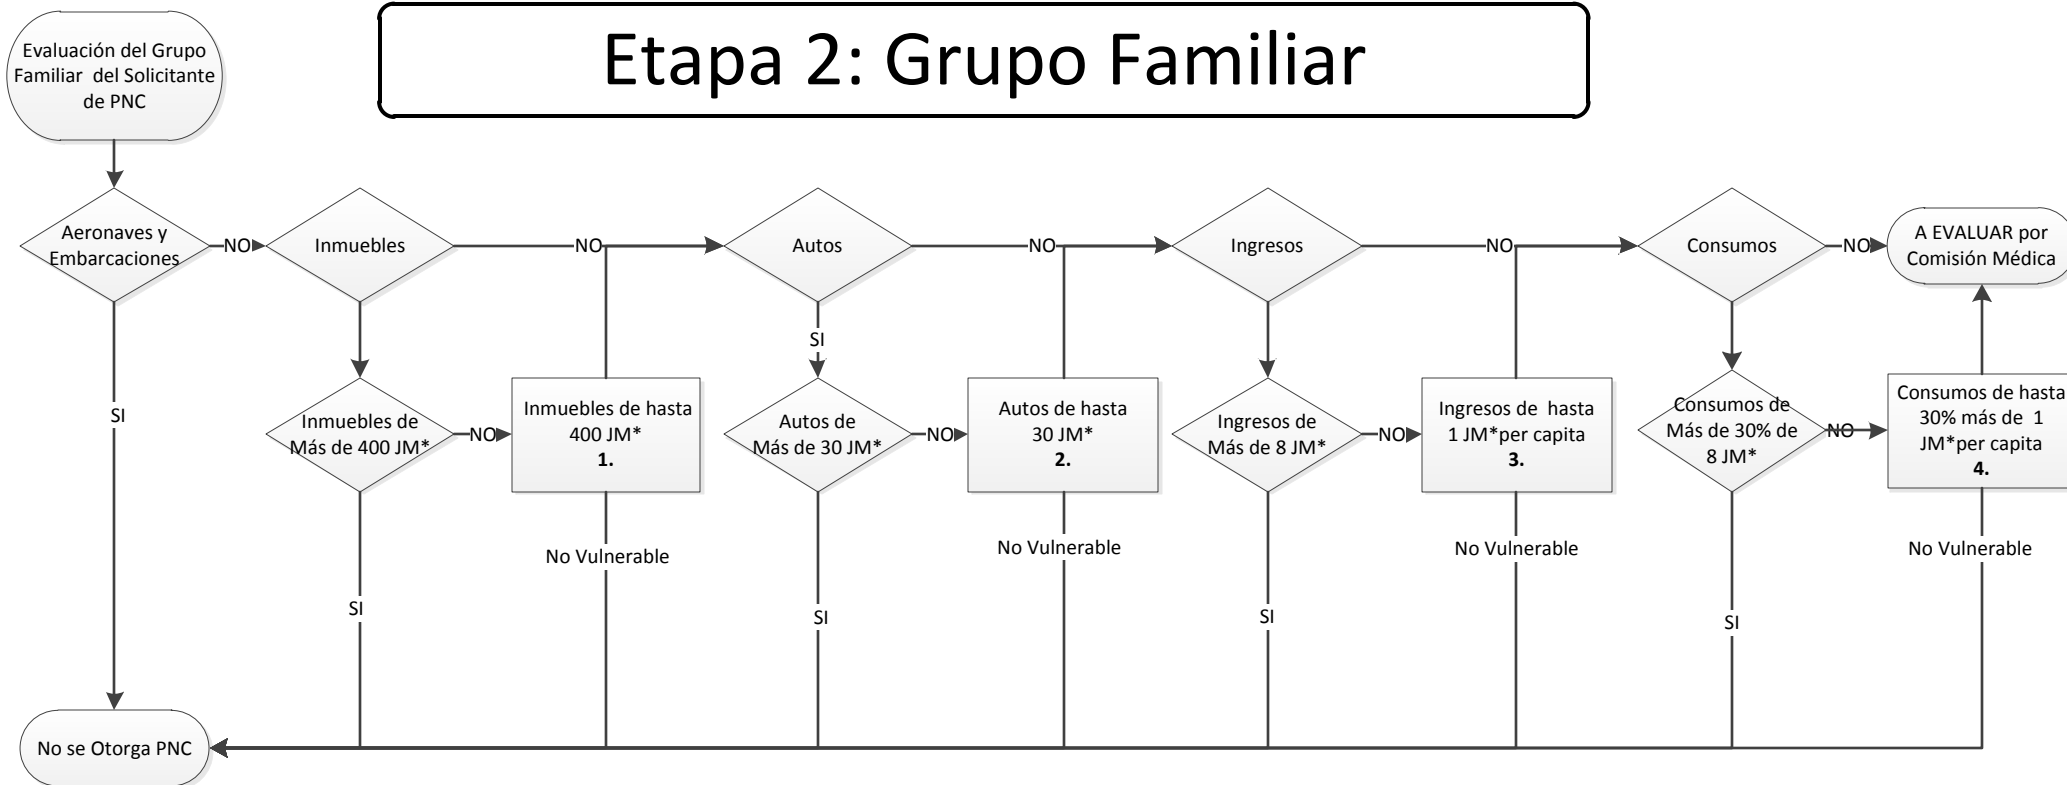 Etapa 2: Grupo Familiar
Evaluación del Grupo
Familiar del Solicitante
de PNC
Aeronaves y
Embarcaciones
NO
Inmuebles
NO
Autos
NO
Ingresos
NO
Consumos
NO
A EVALUAR por
Comisión Médica
SI
SI
Inmuebles de
Más de 400 JM*
NO
Inmuebles de hasta
400 JM*
1.
Autos de
Más de 30 JM*
NO
Autos de hasta
30 JM*
2.
Ingresos de
Más de 8 JM*
NO
Ingresos de hasta
1 JM*per capita
3.
Consumos de
Más de 30% de
8 JM*
NO
Consumos de hasta
30% más de 1
JM*per capita
4.
No Vulnerable
No Vulnerable
No Vulnerable
No Vulnerable
SI
SI
SI
SI
No se Otorga PNC